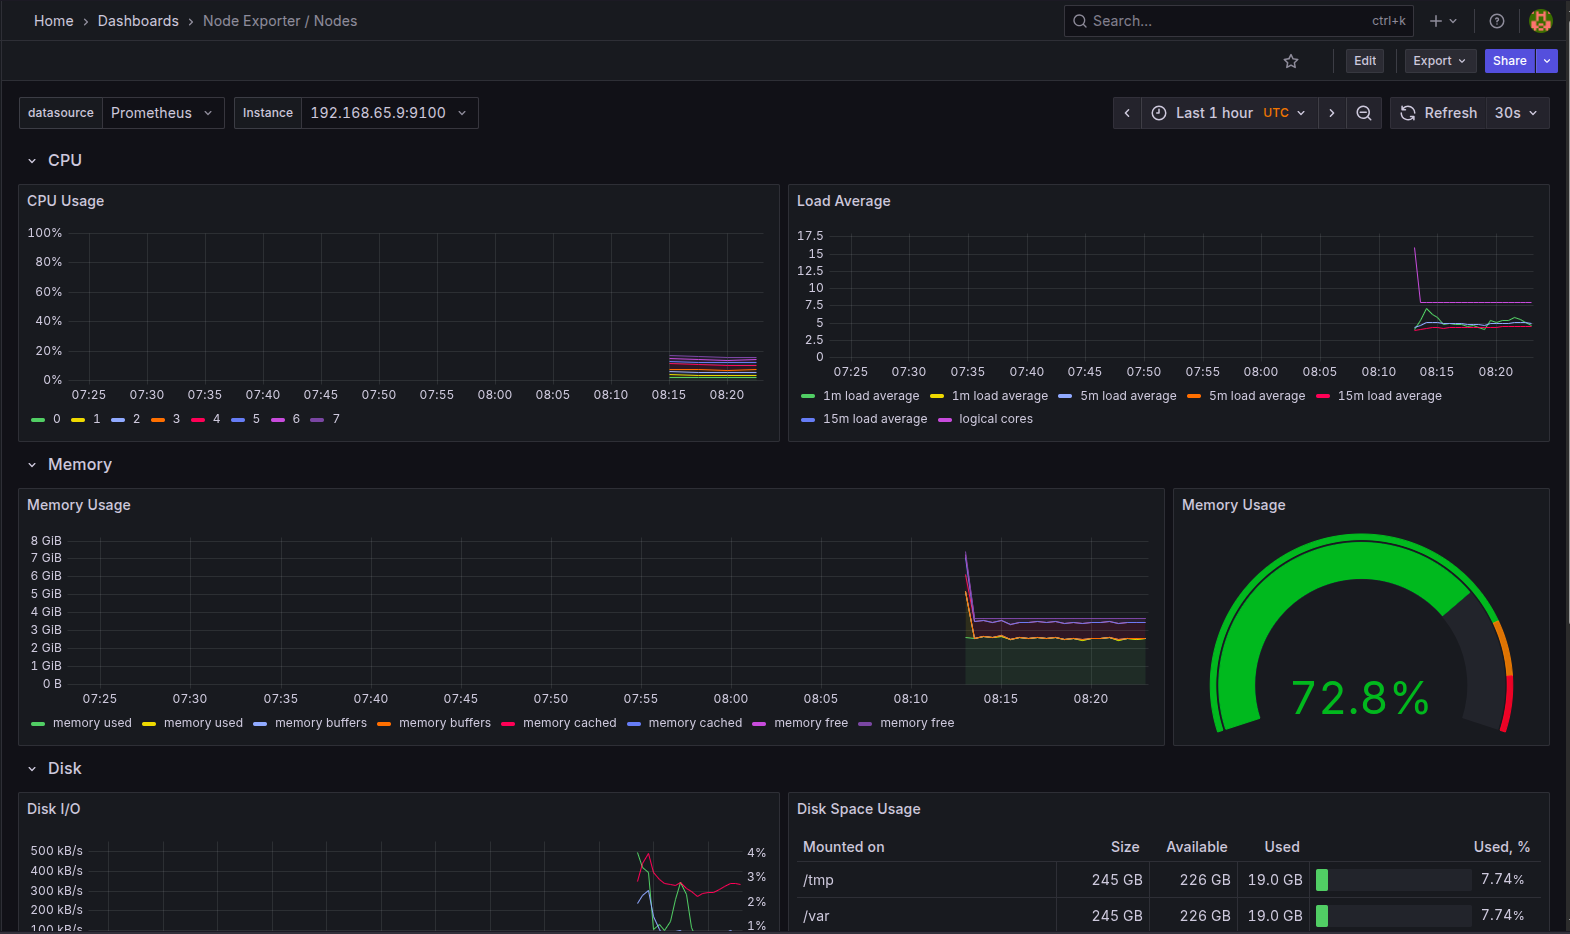 Home › Dashboards › Node Exporter / Nodes
Search... ctrl+k
Edit Export Share
datasource Prometheus Instance 192.168.65.9:9100
Last 1 hour UTC Refresh 30s
CPU
CPU Usage
100%
80%
60%
40%
20%
0%
07:25 07:30 07:35 07:40 07:45 07:50 07:55 08:00 08:05 08:10 08:15 08:20
0 1 2 3 4 5 6 7
Load Average
17.5
15
12.5
10
7.5
5
2.5
0
07:25 07:30 07:35 07:40 07:45 07:50 07:55 08:00 08:05 08:10 08:15 08:20
1m load average 1m load average 5m load average 5m load average 15m load average
15m load average logical cores
Memory
Memory Usage
8 GiB
7 GiB
6 GiB
5 GiB
4 GiB
3 GiB
2 GiB
1 GiB
0 B
07:25 07:30 07:35 07:40 07:45 07:50 07:55 08:00 08:05 08:10 08:15 08:20
memory used memory used memory buffers memory buffers memory cached memory cached memory free memory free
Memory Usage
72.8%
Disk
Disk I/O
500 kB/s
400 kB/s
300 kB/s
200 kB/s
100 kB/s
4%
3%
2%
1%
Disk Space Usage
Mounted on Size Available Used Used, %
/tmp 245 GB 226 GB 19.0 GB 7.74%
/var 245 GB 226 GB 19.0 GB 7.74%